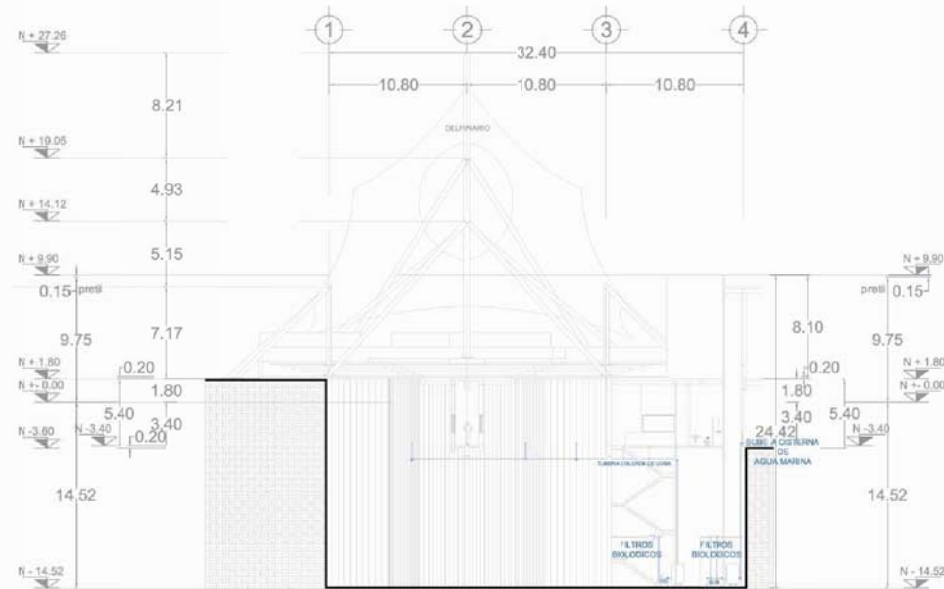 1 2 3 4
N + 27.26
32.40
10.80 10.80 10.80
8.21
DELFINARIO
N + 19.05
4.93
N + 14.12
5.15
N + 9.90 N + 9.90
0.15 pretil pretil 0.15
9.75 7.17 8.10 9.75
N + 1.80 0.20 0.20 N + 1.80
N +- 0.00 1.80 1.80 N +- 0.00
5.40 3.40 3.40 5.40
N -3.60 N -3.40 0.20 24.42 N -3.40
SUBE A CISTERNA
DE
AGUA MARINA
14.52 14.52
FILTROS FILTROS
BIOLOGICOS BIOLOGICOS
N - 14.52 N - 14.52